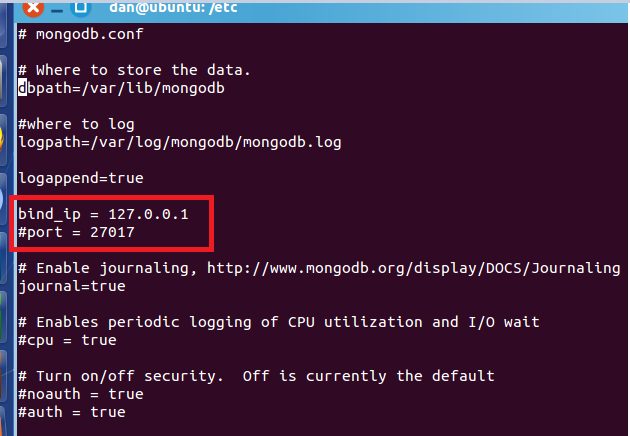 dan@ubuntu: /etc
# mongodb.conf
# Where to store the data.
dbpath=/var/lib/mongodb
#where to log
logpath=/var/log/mongodb/mongodb.log
logappend=true
bind_ip = 127.0.0.1
#port = 27017
# Enable journaling, http://www.mongodb.org/display/DOCS/Journaling
journal=true
# Enables periodic logging of CPU utilization and I/O wait
#cpu = true
# Turn on/off security.  Off is currently the default
#noauth = true
#auth = true